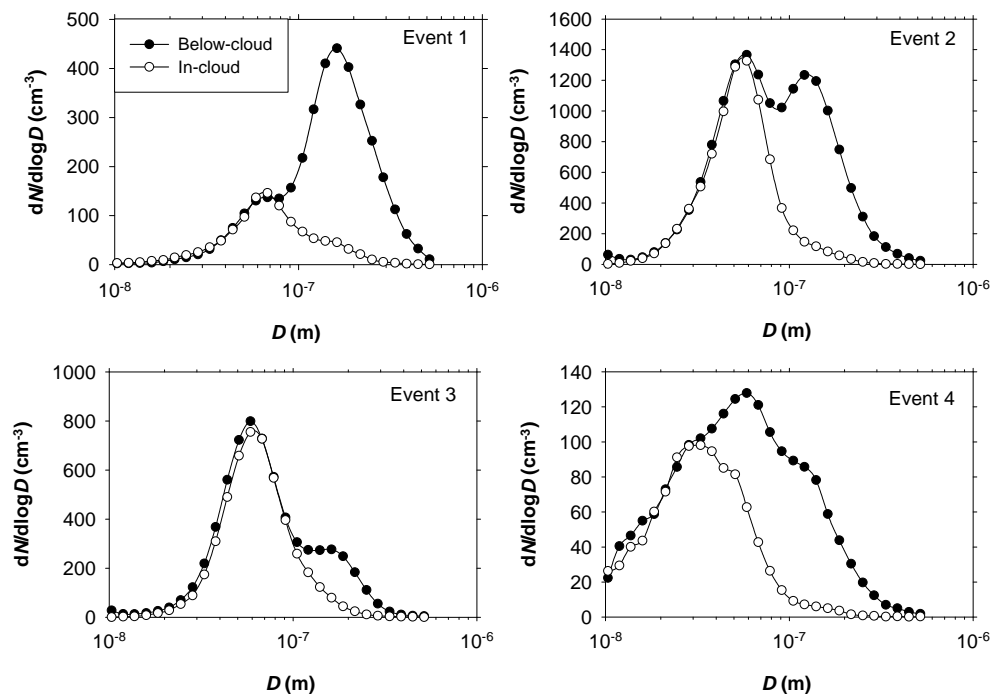 500
400
300
200
100
0
dN/dlogD (cm⁻³)
Below-cloud
In-cloud
Event 1
10⁻⁸
10⁻⁷
10⁻⁶
D (m)
1600
1400
1200
1000
800
600
400
200
0
dN/dlogD (cm⁻³)
Event 2
10⁻⁸
10⁻⁷
10⁻⁶
D (m)
1000
800
600
400
200
0
dN/dlogD (cm⁻³)
Event 3
10⁻⁸
10⁻⁷
10⁻⁶
D (m)
140
120
100
80
60
40
20
0
dN/dlogD (cm⁻³)
Event 4
10⁻⁸
10⁻⁷
10⁻⁶
D (m)